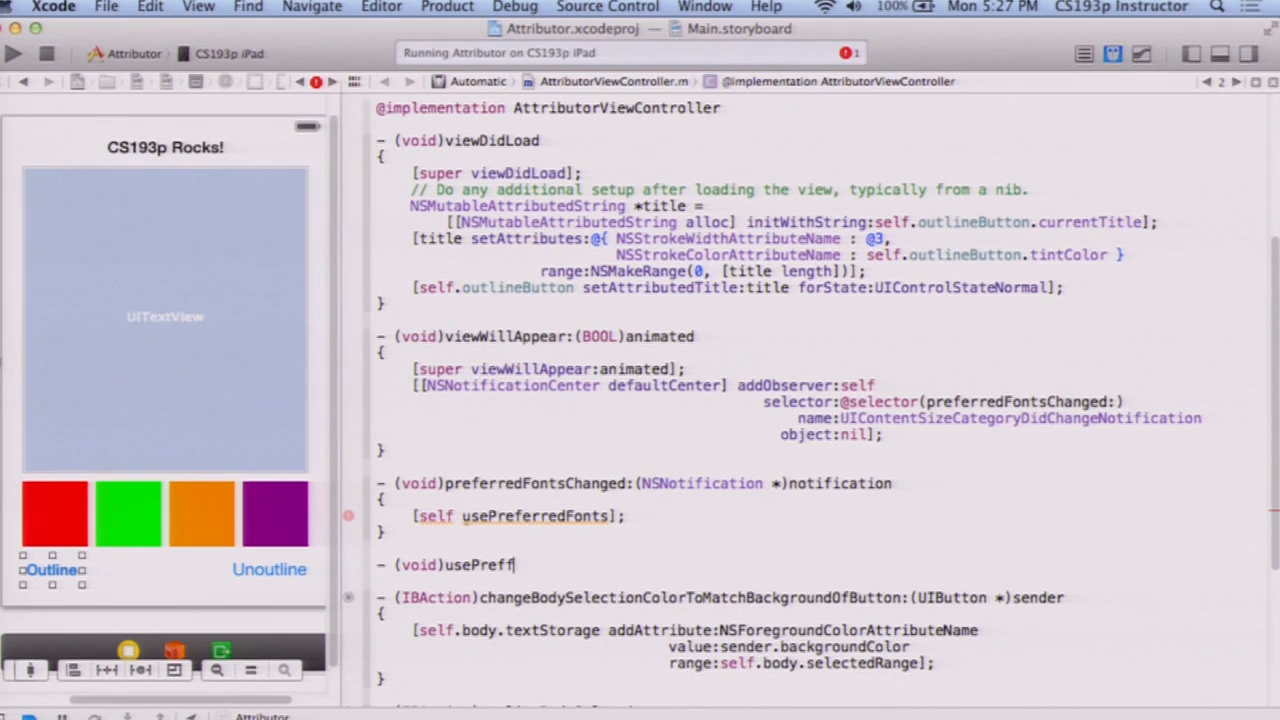 Xcode File Edit View Find Navigate Editor Product Debug Source Control Window Help 100% Mon 5:27 PM CS193p Instructor
Attributor.xcodeproj — Main.storyboard
Attributor CS193p iPad Running Attributor on CS193p iPad 1
Automatic AttributorViewController.m @implementation AttributorViewController 2
CS193p Rocks!
UITextView
Outline Unoutline
@implementation AttributorViewController
- (void)viewDidLoad
{
[super viewDidLoad];
// Do any additional setup after loading the view, typically from a nib.
NSMutableAttributedString *title =
[[NSMutableAttributedString alloc] initWithString:self.outlineButton.currentTitle];
[title setAttributes:@{ NSStrokeWidthAttributeName : @3,
NSStrokeColorAttributeName : self.outlineButton.tintColor }
range:NSMakeRange(0, [title length])];
[self.outlineButton setAttributedTitle:title forState:UIControlStateNormal];
}
- (void)viewWillAppear:(BOOL)animated
{
[super viewWillAppear:animated];
[[NSNotificationCenter defaultCenter] addObserver:self
selector:@selector(preferredFontsChanged:)
name:UIContentSizeCategoryDidChangeNotification
object:nil];
}
- (void)preferredFontsChanged:(NSNotification *)notification
{
[self usePreferredFonts];
}
- (void)usePreff
- (IBAction)changeBodySelectionColorToMatchBackgroundOfButton:(UIButton *)sender
{
[self.body.textStorage addAttribute:NSForegroundColorAttributeName
value:sender.backgroundColor
range:self.body.selectedRange];
}
Attributor